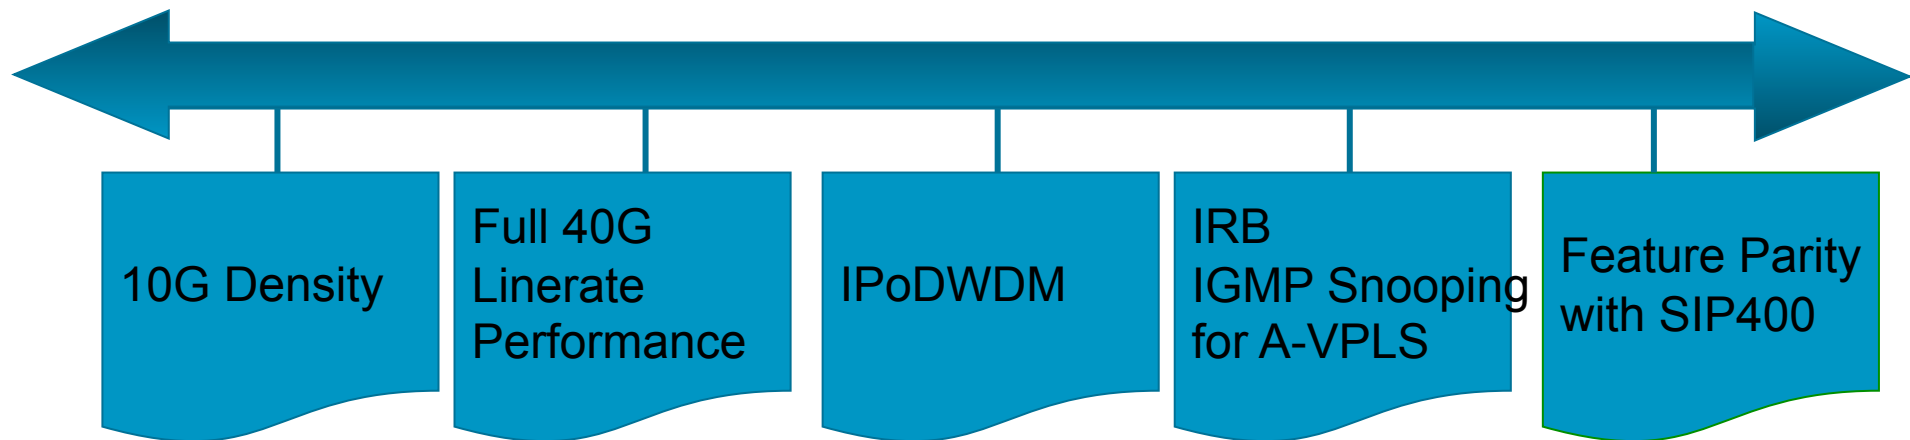 10G Density
Full 40G
Linerate
Performance
IPoDWDM
IRB
IGMP Snooping
for A-VPLS
Feature Parity
with SIP400